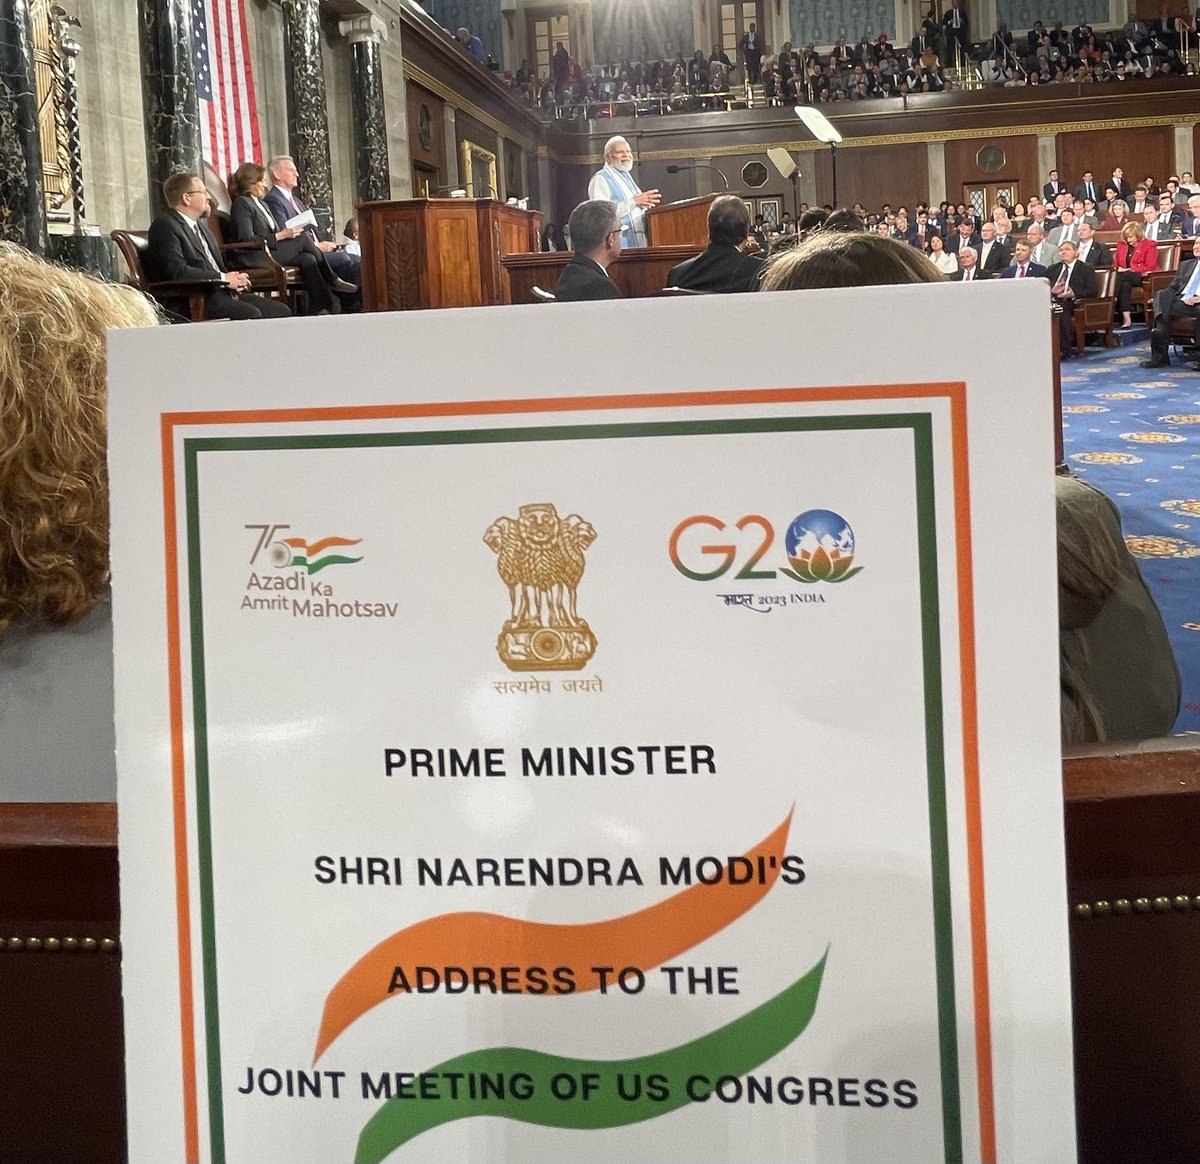 75
Azadi Ka
Amrit Mahotsav
सत्यमेव जयते
G20
भारत 2023 INDIA
PRIME MINISTER
SHRI NARENDRA MODI'S
ADDRESS TO THE
JOINT MEETING OF US CONGRESS